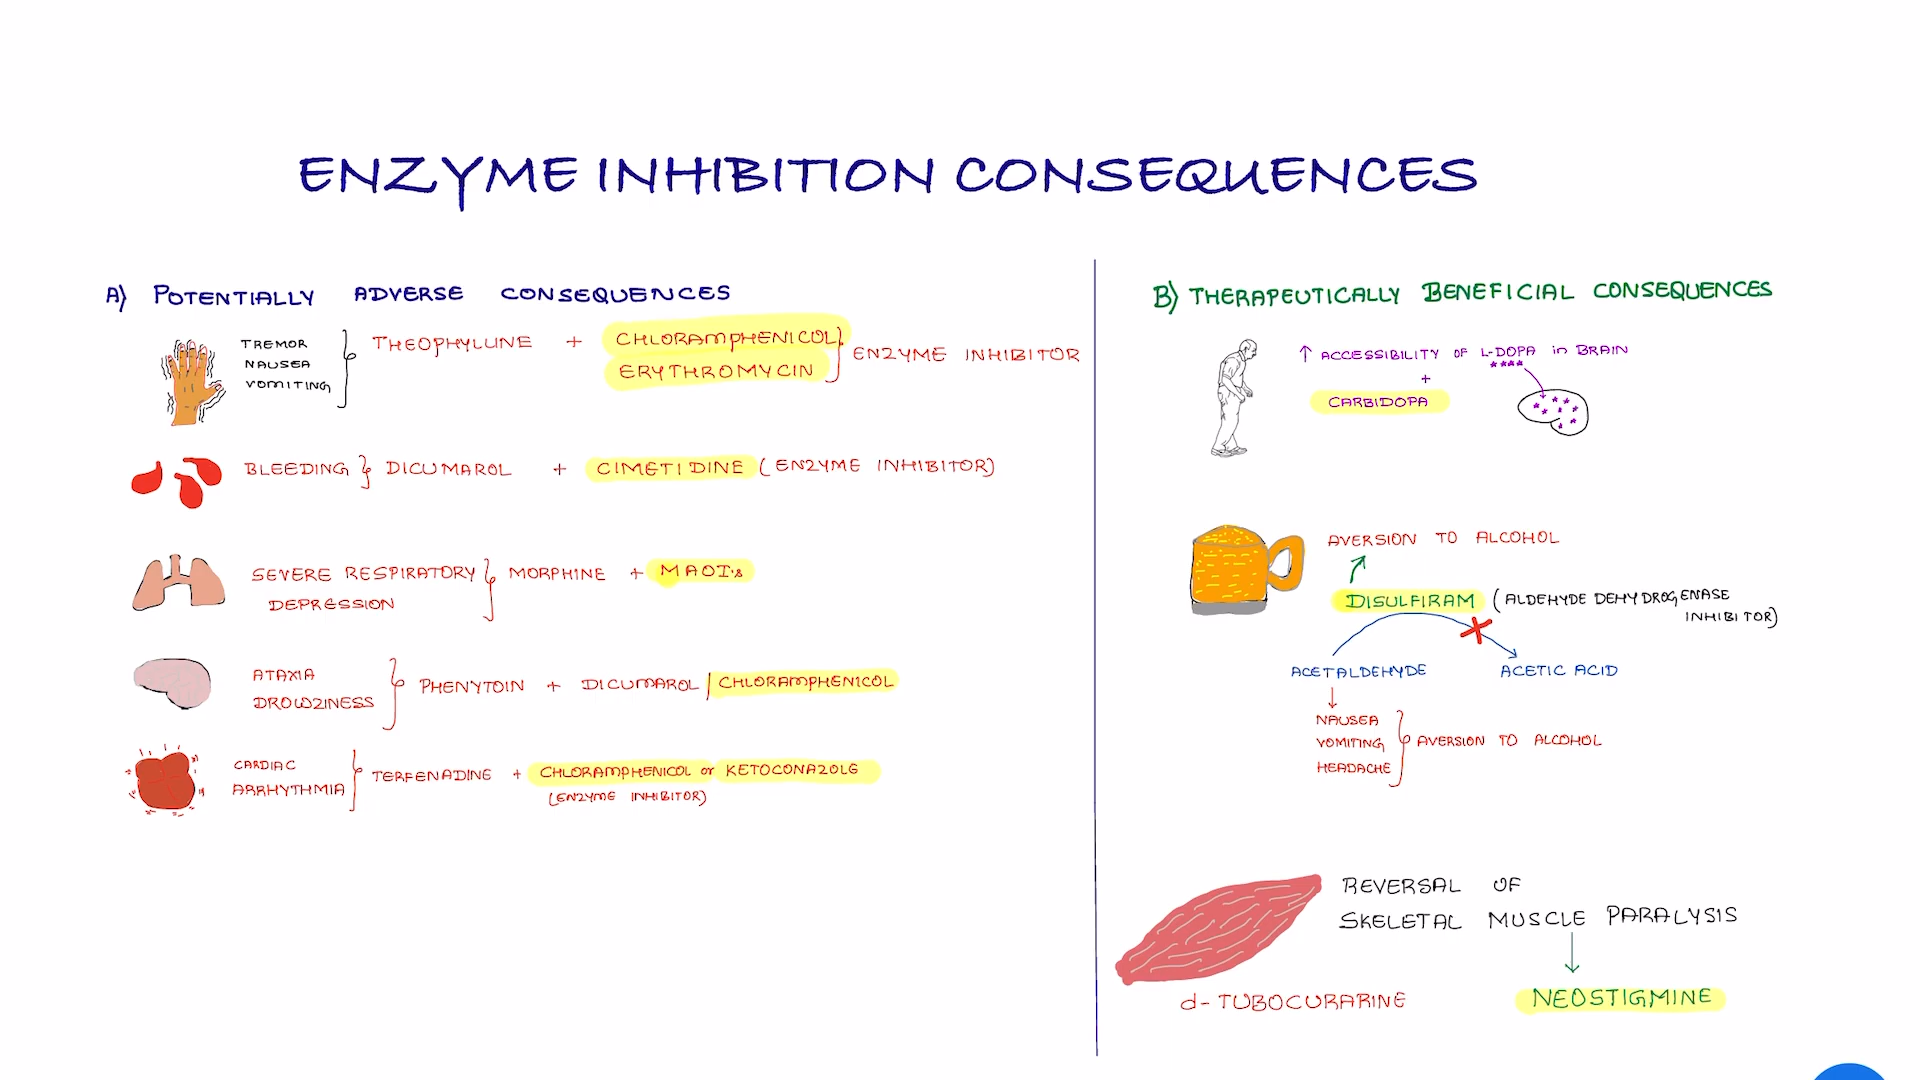 ENZYME INHIBITION CONSEQUENCES
A) POTENTIALLY ADVERSE CONSEQUENCES
TREMOR
NAUSEA
VOMITING
THEOPHYLLINE + CHLORAMPHENICOL
ERYTHROMYCIN
ENZYME INHIBITOR
BLEEDING } DICUMAROL + CIMETIDINE (ENZYME INHIBITOR)
SEVERE RESPIRATORY
DEPRESSION
MORPHINE + MAOI's
ATAXIA
DROWZINESS
PHENYTOIN + DICUMAROL | CHLORAMPHENICOL
CARDIAC
ARRHYTHMIA
TERFENADINE + CHLORAMPHENICOL or KETOCONAZOLE
(ENZYME INHIBITOR)
B) THERAPEUTICALLY BENEFICIAL CONSEQUENCES
↑ ACCESSIBILITY OF L-DOPA in BRAIN
+
CARBIDOPA
AVERSION TO ALCOHOL
DISULFIRAM (ALDEHYDE DEHYDROGENASE
INHIBITOR)
ACETALDEHYDE ACETIC ACID
NAUSEA
VOMITING
HEADACHE
AVERSION TO ALCOHOL
REVERSAL OF
SKELETAL MUSCLE PARALYSIS
d-TUBOCURARINE NEOSTIGMINE